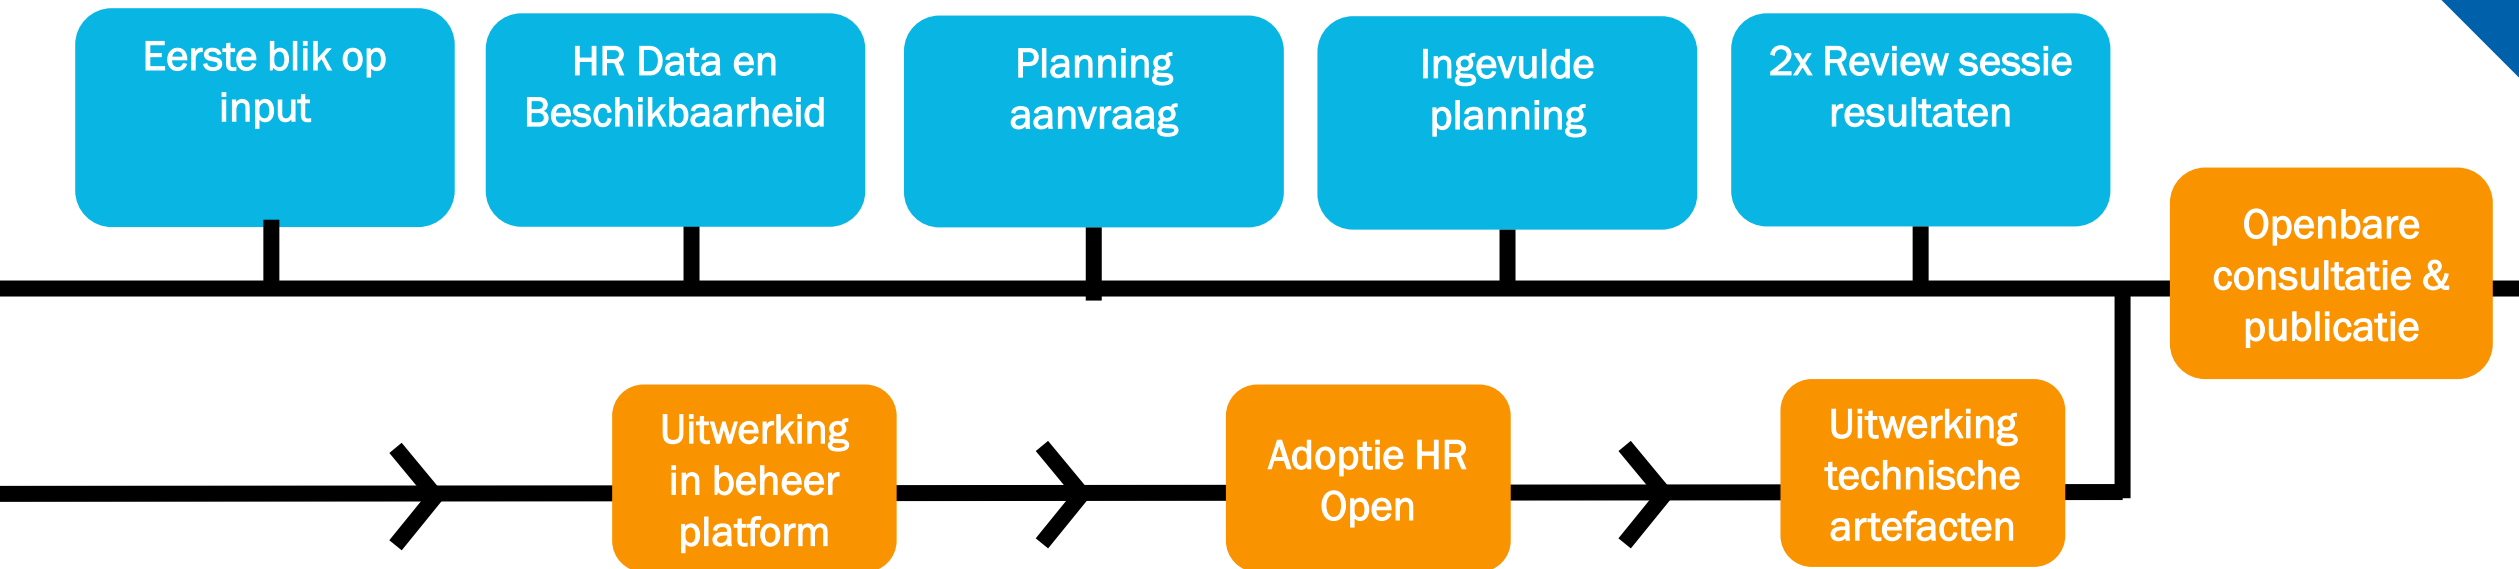 Eerste blik op
input
HR Data en
Beschikbaarheid
Planning
aanvraag
Ingevulde
planning
2x Review sessie
resultaten
Openbare
consultatie &
publicatie
Uitwerking
in beheer
platform
Adoptie HR
Open
Uitwerking
technische
artefacten